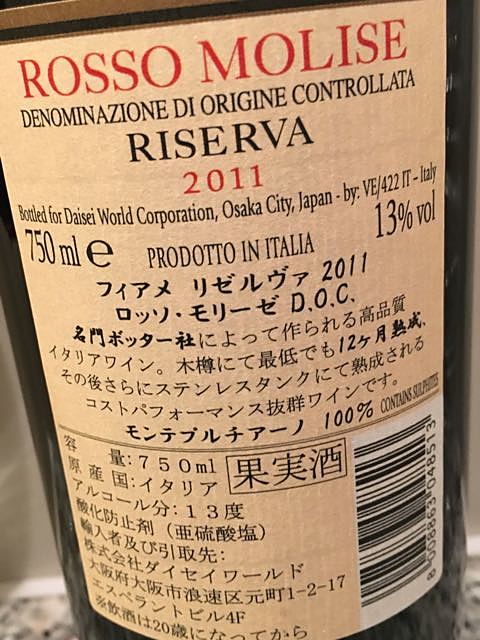 ROSSO MOLISE
DENOMINAZIONE DI ORIGINE CONTROLLATA
RISERVA
2011
Bottled for Daisei World Corporation, Osaka City, Japan - by: VE/422 IT - Italy
750 ml e PRODOTTO IN ITALIA 13% vol
フィアメ リゼルヴァ 2011
ロッソ・モリーゼ D.O.C.
名門ボッター社によって作られる高品質
イタリアワイン。木樽にて最低でも12ヶ月熟成、
その後さらにステンレスタンクにて熟成される
コストパフォーマンス抜群ワインです。
モンテプルチアーノ 100% CONTAINS SULPHITES
容 量:750ml
原産国:イタリア
アルコール分:13度
果実酒
酸化防止剤(亜硫酸塩)
輸入者及び引取先:
株式会社ダイセイワールド
大阪府大阪市浪速区元町1-2-17
エスペラントビル4F
※飲酒は20歳になってから
8 008863 048513